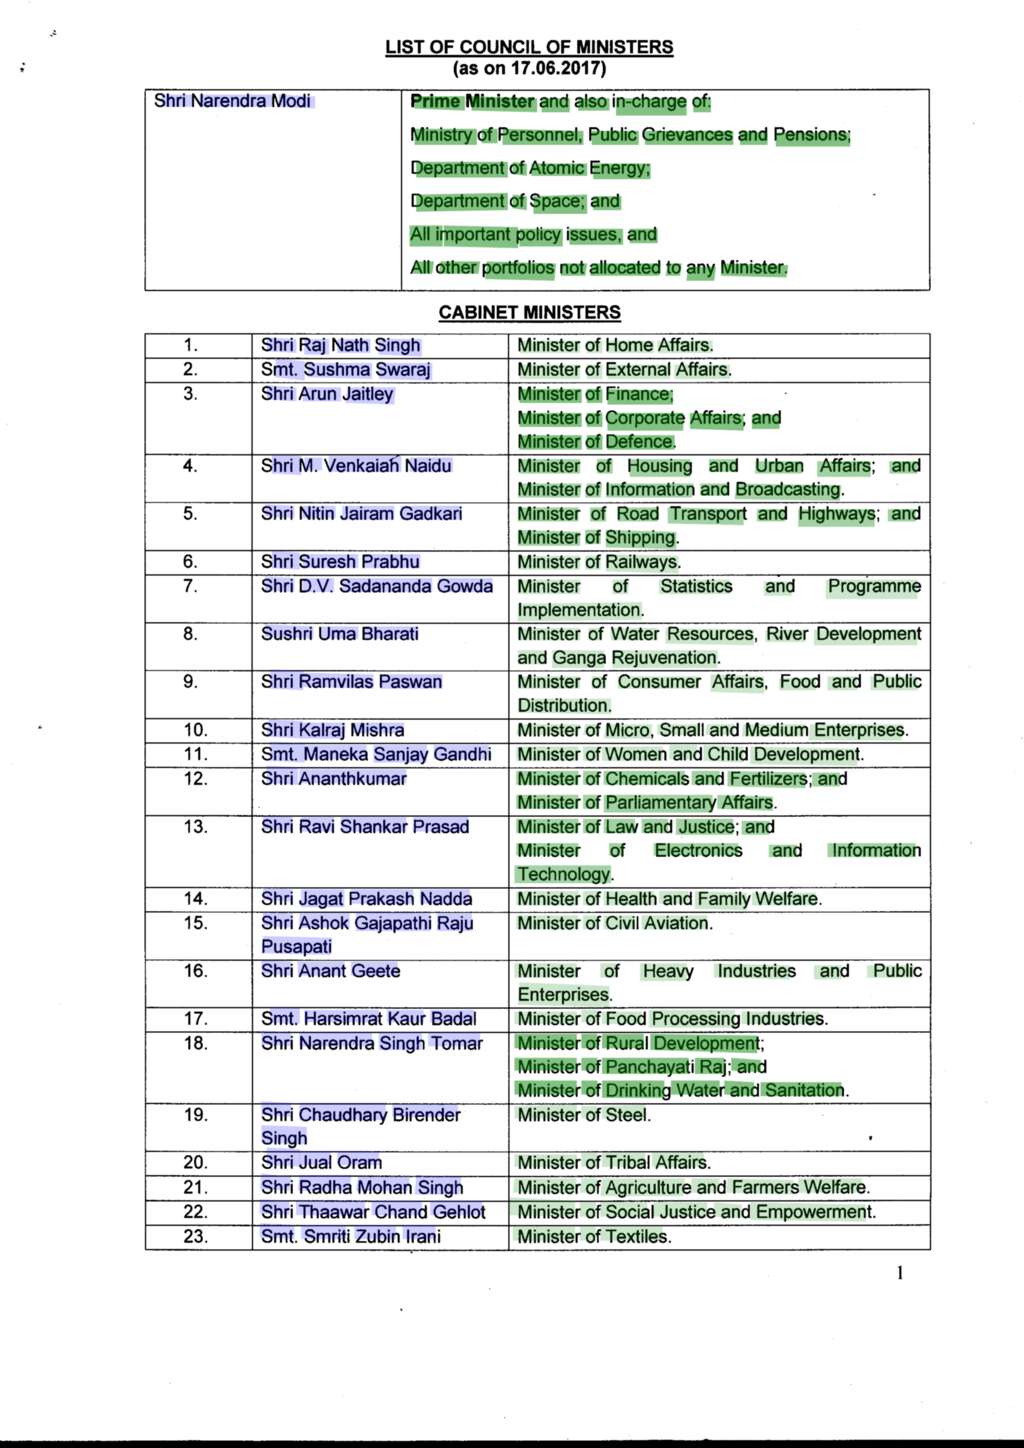 LIST OF COUNCIL OF MINISTERS
(as on 17.06.2017)
Shri Narendra Modi Prime Minister and also in-charge of:
Ministry of Personnel, Public Grievances and Pensions;
Department of Atomic Energy;
Department of Space; and
All important policy issues, and
All other portfolios not allocated to any Minister.
CABINET MINISTERS
1. Shri Raj Nath Singh Minister of Home Affairs.
2. Smt. Sushma Swaraj Minister of External Affairs.
3. Shri Arun Jaitley Minister of Finance;
Minister of Corporate Affairs; and
Minister of Defence.
4. Shri M. Venkaiah Naidu Minister of Housing and Urban Affairs; and
Minister of Information and Broadcasting.
5. Shri Nitin Jairam Gadkari Minister of Road Transport and Highways; and
Minister of Shipping.
6. Shri Suresh Prabhu Minister of Railways.
7. Shri D.V. Sadananda Gowda Minister of Statistics and Programme
Implementation.
8. Sushri Uma Bharati Minister of Water Resources, River Development
and Ganga Rejuvenation.
9. Shri Ramvilas Paswan Minister of Consumer Affairs, Food and Public
Distribution.
10. Shri Kalraj Mishra Minister of Micro, Small and Medium Enterprises.
11. Smt. Maneka Sanjay Gandhi Minister of Women and Child Development.
12. Shri Ananthkumar Minister of Chemicals and Fertilizers; and
Minister of Parliamentary Affairs.
13. Shri Ravi Shankar Prasad Minister of Law and Justice; and
Minister of Electronics and Information
Technology.
14. Shri Jagat Prakash Nadda Minister of Health and Family Welfare.
15. Shri Ashok Gajapathi Raju Minister of Civil Aviation.
Pusapati
16. Shri Anant Geete Minister of Heavy Industries and Public
Enterprises.
17. Smt. Harsimrat Kaur Badal Minister of Food Processing Industries.
18. Shri Narendra Singh Tomar Minister of Rural Development;
Minister of Panchayati Raj; and
Minister of Drinking Water and Sanitation.
19. Shri Chaudhary Birender Minister of Steel.
Singh
20. Shri Jual Oram Minister of Tribal Affairs.
21. Shri Radha Mohan Singh Minister of Agriculture and Farmers Welfare.
22. Shri Thaawar Chand Gehlot Minister of Social Justice and Empowerment.
23. Smt. Smriti Zubin Irani Minister of Textiles.
1